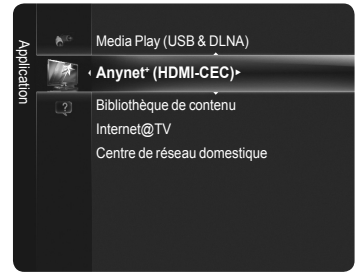 Application
Media Play (USB & DLNA)
Anynet+ (HDMI-CEC)
Bibliothèque de contenu
Internet@TV
Centre de réseau domestique